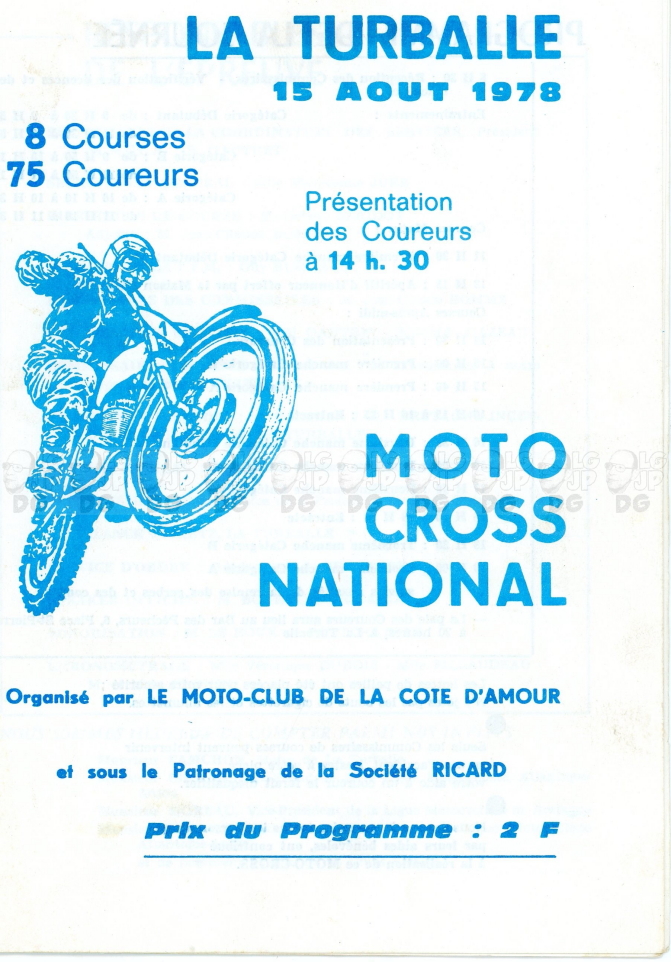 LA TURBALLE
15 AOUT 1978
8 Courses
75 Coureurs
Présentation
des Coureurs
à 14 h. 30
1
MOTO
CROSS
NATIONAL
Organisé par LE MOTO-CLUB DE LA COTE D'AMOUR
et sous le Patronage de la Société RICARD
Prix du Programme : 2 F